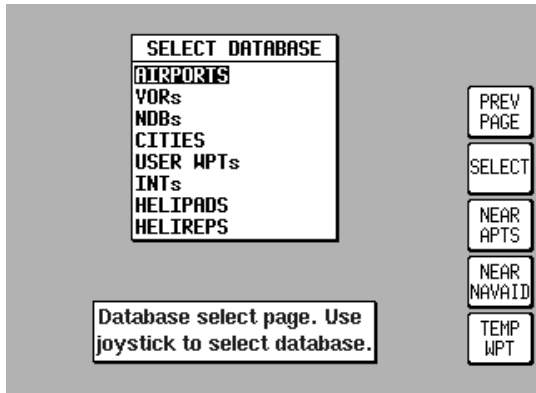 SELECT DATABASE
AIRPORTS
VORs
NDBs
CITIES
USER WPTs
INTs
HELIPADS
HELIREPS
PREV
PAGE
SELECT
NEAR
APTS
NEAR
NAVAID
TEMP
WPT
Database select page. Use
joystick to select database.